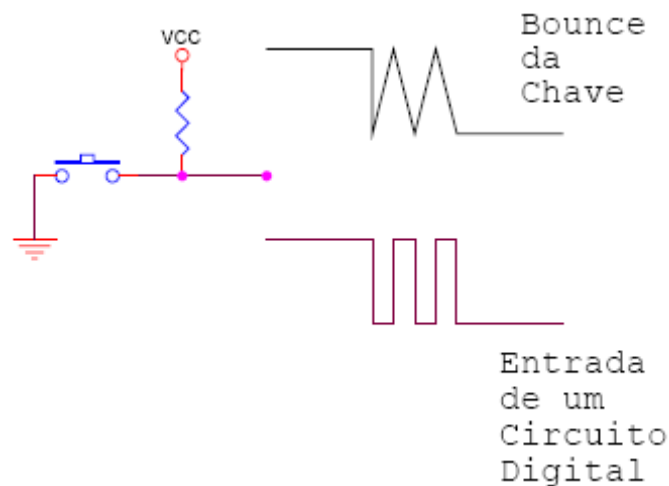 Bounce
da
Chave
VCC
Entrada
de um
Circuito
Digital